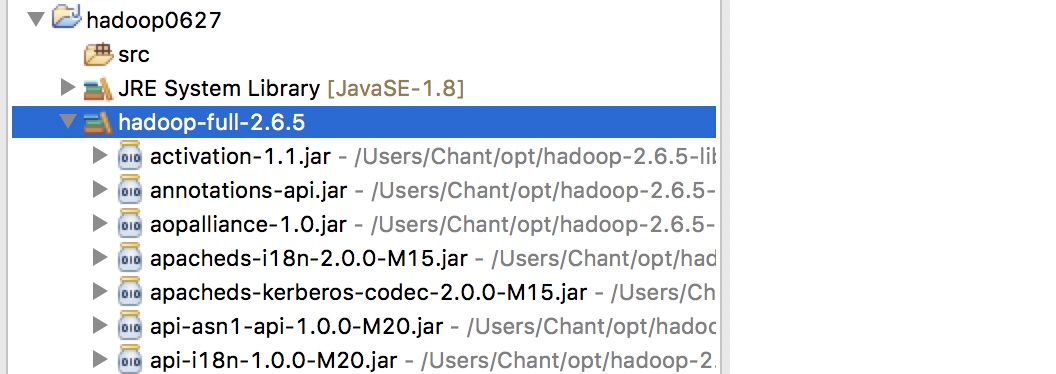 hadoop0627
src
JRE System Library [JavaSE-1.8]
hadoop-full-2.6.5
activation-1.1.jar - /Users/Chant/opt/hadoop-2.6.5-lib
annotations-api.jar - /Users/Chant/opt/hadoop-2.6.5-
aopalliance-1.0.jar - /Users/Chant/opt/hadoop-2.6.5-
apacheds-i18n-2.0.0-M15.jar - /Users/Chant/opt/had
apacheds-kerberos-codec-2.0.0-M15.jar - /Users/Ch
api-asn1-api-1.0.0-M20.jar - /Users/Chant/opt/hadoo
api-i18n-1.0.0-M20.jar - /Users/Chant/opt/hadoop-2.